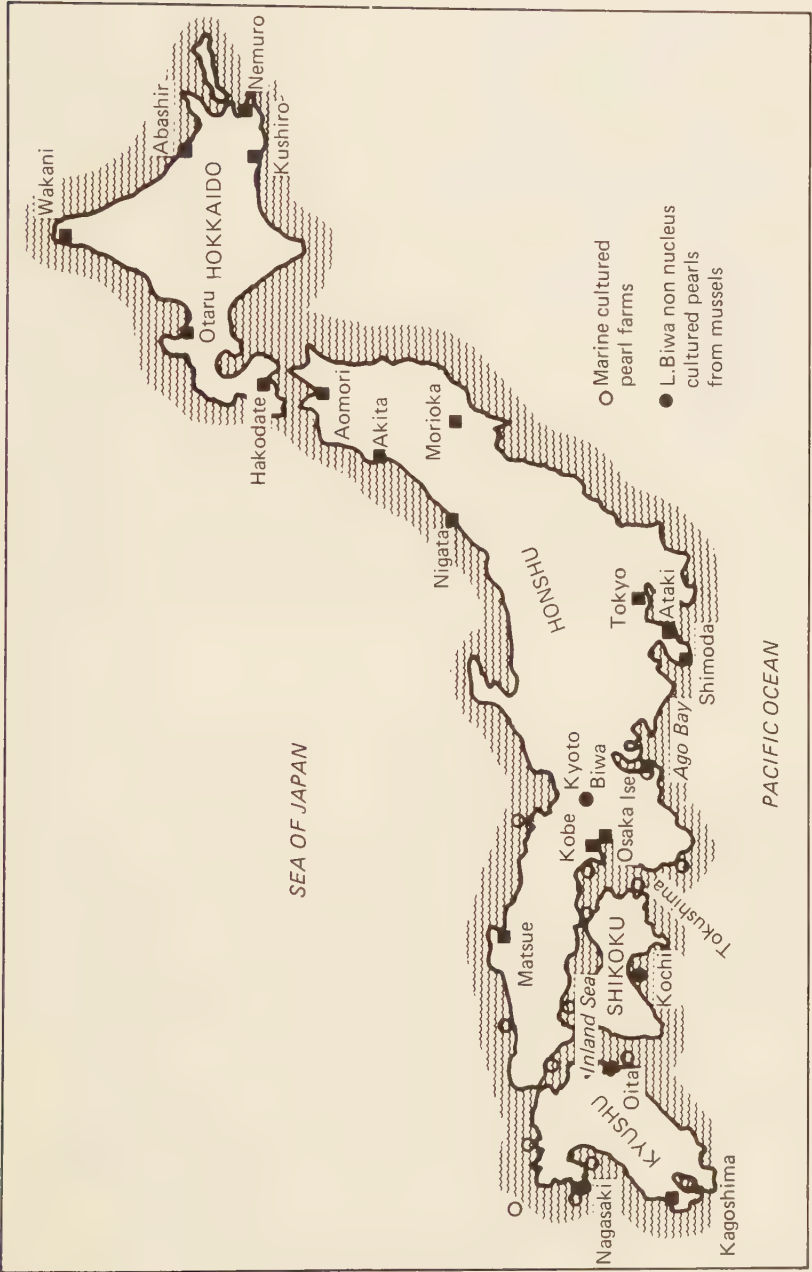 Wakani
Abashir
Nemuro
Kushiro
HOKKAIDO
Otaru
Hakodate
Aomori
Akita
Morioka
Nigata
HONSHU
Tokyo
Ataki
Shimoda
SEA OF JAPAN
PACIFIC OCEAN
Ago Bay
Kyoto
Biwa
Kobe
Osaka
Ise
Matsue
Tokushima
SHIKOKU
Kochi
Inland Sea
Oita
KYUSHU
Nagasaki
Kagoshima
Marine cultured
pearl farms
L.Biwa non nucleus
cultured pearls
from mussels